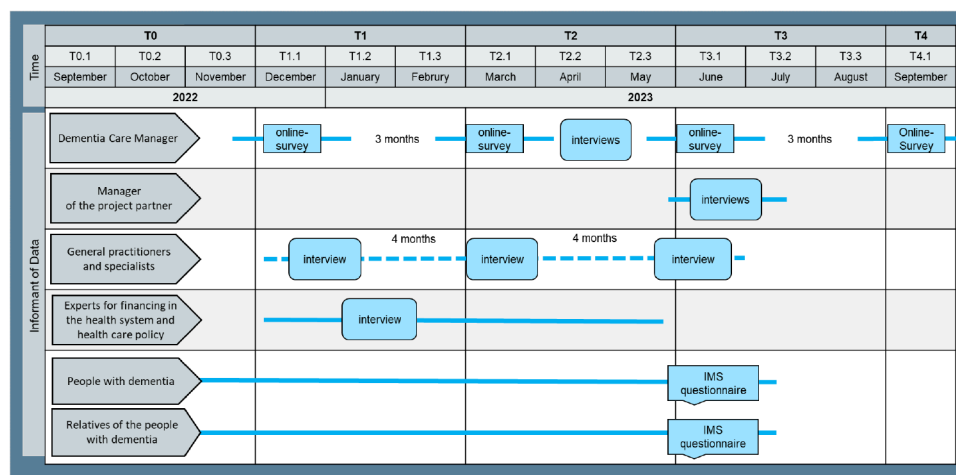 Time
T0 T1 T2 T3 T4
T0.1 T0.2 T0.3 T1.1 T1.2 T1.3 T2.1 T2.2 T2.3 T3.1 T3.2 T3.3 T4.1
September October November December January Februry March April May June July August September
2022 2023
Informant of Data
Dementia Care Manager
online-
survey
3 months
online-
survey
interviews
online-
survey
3 months
Online-
Survey
Manager
of the project partner
interviews
General practitioners
and specialists
interview
4 months
interview
4 months
interview
Experts for financing in
the health system and
health care policy
interview
People with dementia
IMS
questionnaire
Relatives of the people
with dementia
IMS
questionnaire